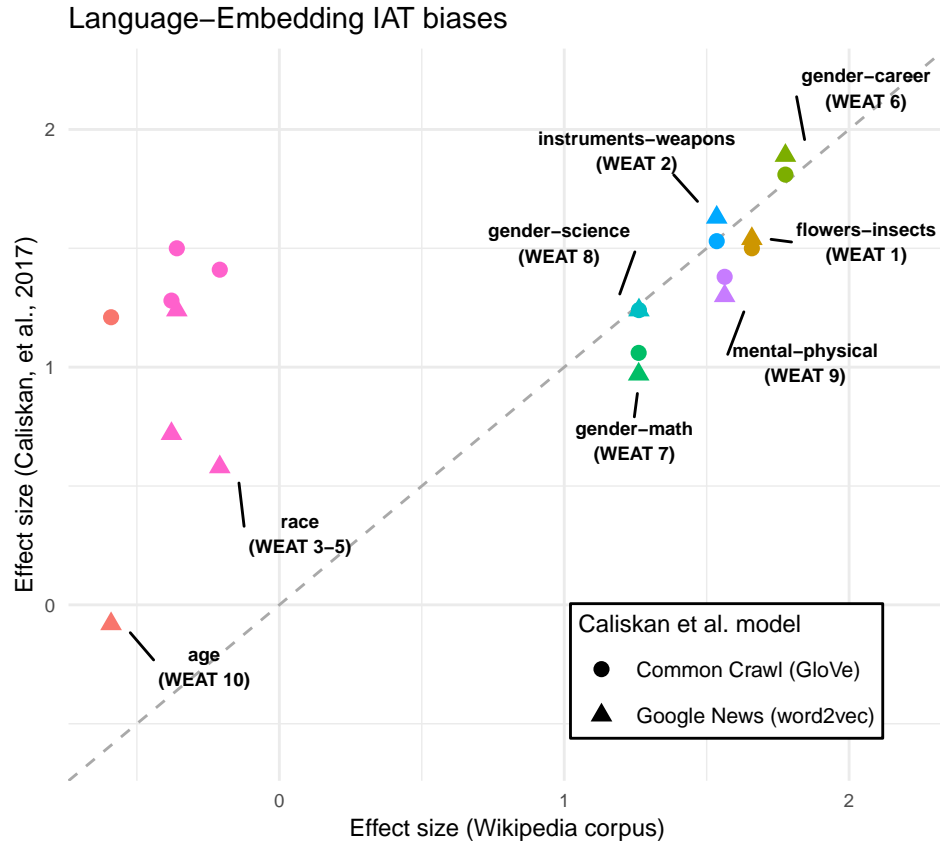 Language–Embedding IAT biases
gender–career
(WEAT 6)
instruments–weapons
(WEAT 2)
gender–science
(WEAT 8)
flowers–insects
(WEAT 1)
mental–physical
(WEAT 9)
gender–math
(WEAT 7)
race
(WEAT 3–5)
age
(WEAT 10)
Caliskan et al. model
Common Crawl (GloVe)
Google News (word2vec)
2
1
0
Effect size (Caliskan, et al., 2017)
0
1
2
Effect size (Wikipedia corpus)